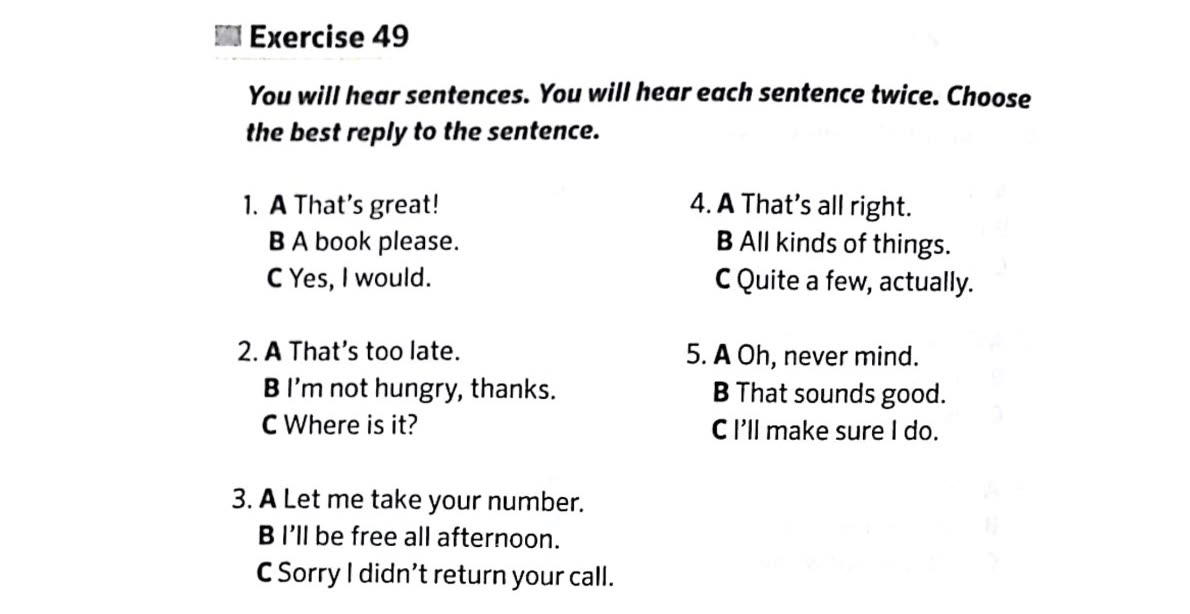 Exercise 49
You will hear sentences. You will hear each sentence twice. Choose
the best reply to the sentence.
1. A That's great!
B A book please.
C Yes, I would.
2. A That's too late.
B I'm not hungry, thanks.
C Where is it?
3. A Let me take your number.
B I'll be free all afternoon.
C Sorry I didn't return your call.
4. A That's all right.
B All kinds of things.
C Quite a few, actually.
5. A Oh, never mind.
B That sounds good.
C I'll make sure I do.